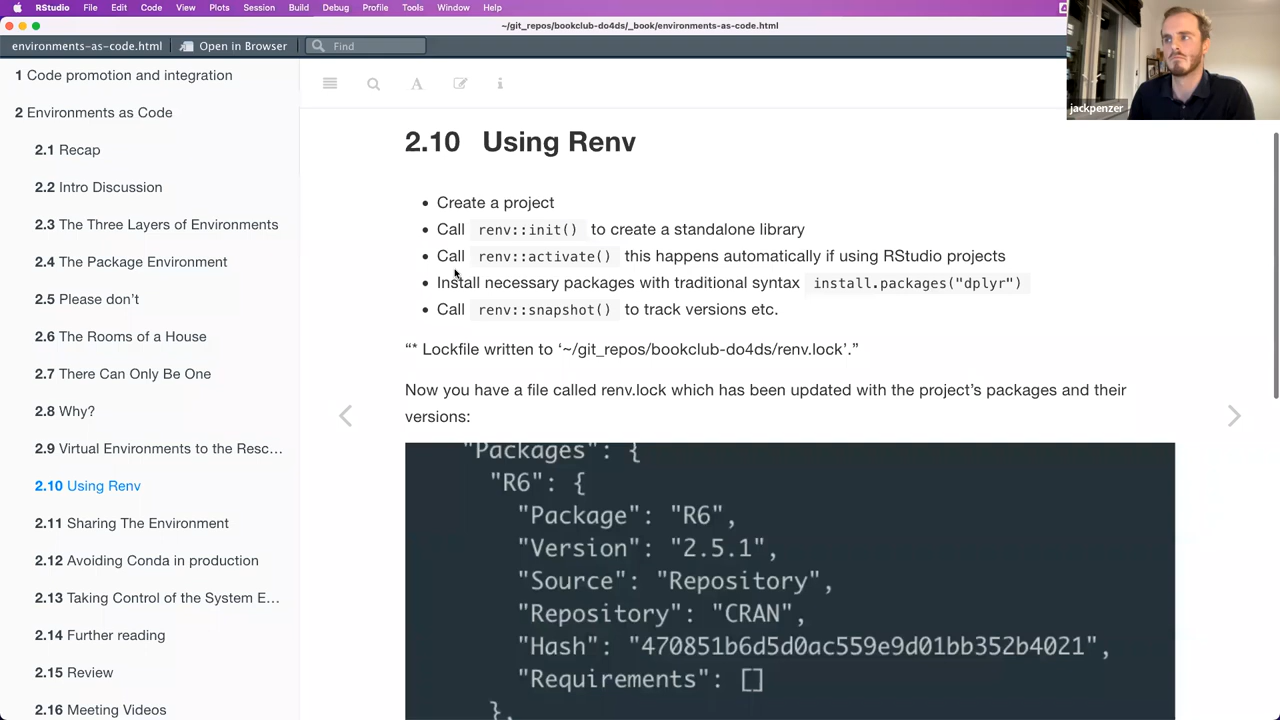 RStudio File Edit Code View Plots Session Build Debug Profile Tools Window Help
~/git_repos/bookclub-do4ds/_book/environments-as-code.html
environments-as-code.html Open in Browser Find
jackpenzer
1 Code promotion and integration
2 Environments as Code
2.1 Recap
2.2 Intro Discussion
2.3 The Three Layers of Environments
2.4 The Package Environment
2.5 Please don't
2.6 The Rooms of a House
2.7 There Can Only Be One
2.8 Why?
2.9 Virtual Environments to the Resc…
2.10 Using Renv
2.11 Sharing The Environment
2.12 Avoiding Conda in production
2.13 Taking Control of the System E…
2.14 Further reading
2.15 Review
2.16 Meeting Videos
2.10 Using Renv
• Create a project
• Call renv::init() to create a standalone library
• Call renv::activate() this happens automatically if using RStudio projects
• Install necessary packages with traditional syntax install.packages("dplyr")
• Call renv::snapshot() to track versions etc.
“* Lockfile written to ‘~/git_repos/bookclub-do4ds/renv.lock’.”
Now you have a file called renv.lock which has been updated with the project's packages and their
versions:
"Packages": {
"R6": {
"Package": "R6",
"Version": "2.5.1",
"Source": "Repository",
"Repository": "CRAN",
"Hash": "470851b6d5d0ac559e9d01bb352b4021",
"Requirements": []
},